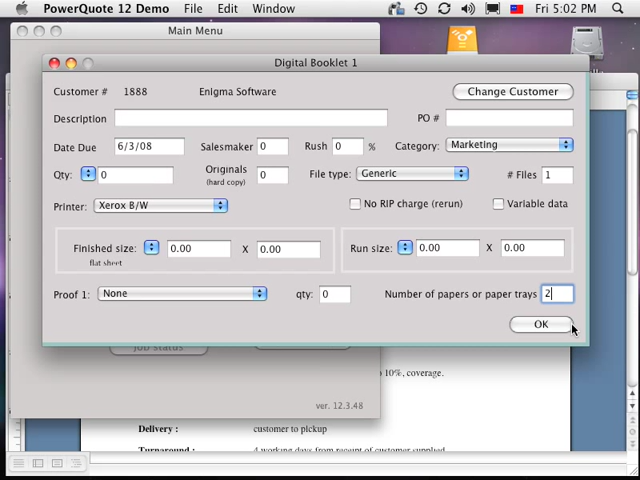 PowerQuote 12 Demo File Edit Window Fri 5:02 PM
Main Menu
Digital Booklet 1
Customer # 1888 Enigma Software Change Customer
Description PO #
Date Due 6/3/08 Salesmaker 0 Rush 0 % Category: Marketing
Qty: 0 Originals 0 File type: Generic # Files 1
(hard copy)
Printer: Xerox B/W No RIP charge (rerun) Variable data
Finished size: 0.00 X 0.00 Run size: 0.00 X 0.00
flat sheet
Proof 1: None qty: 0 Number of papers or paper trays 2
OK
Job status
10%, coverage.
ver. 12.3.48
Delivery : customer to pickup
Turnaround : 4 working days from receipt of customer supplied